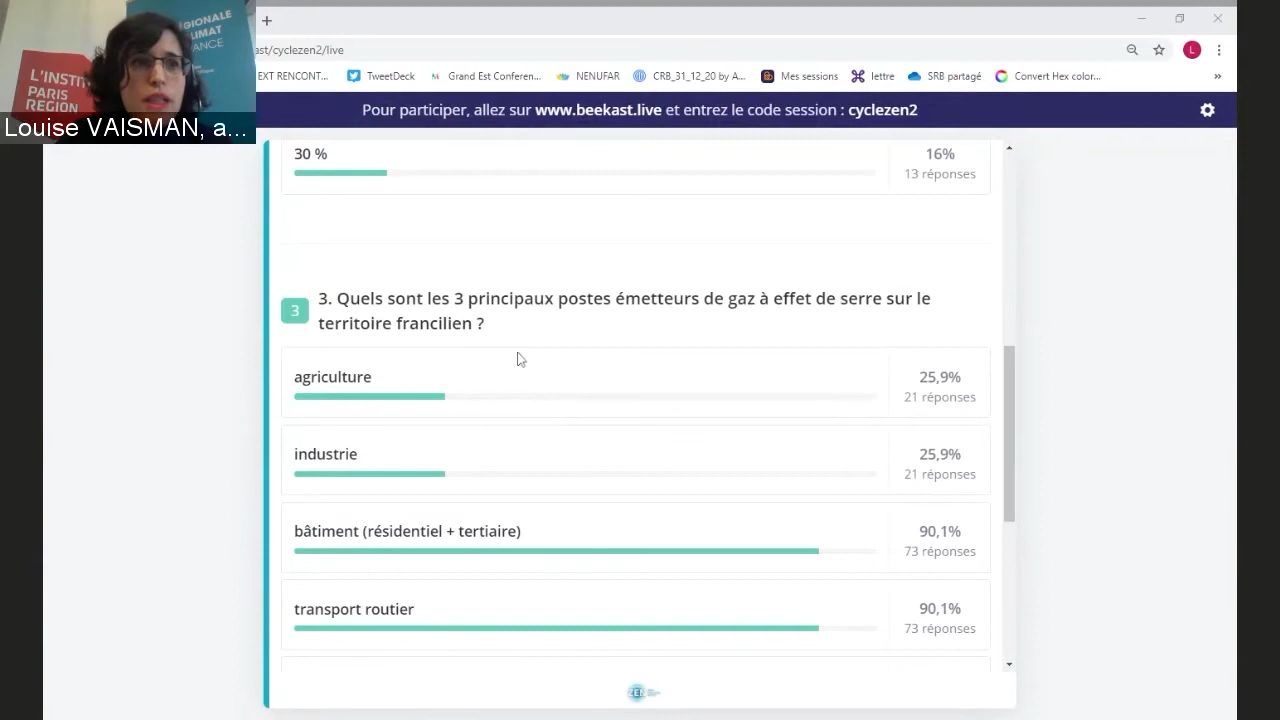 GIONALE
LIMAT
ANCE
L'INSTIT
PARIS
REGION
Louise VAISMAN, a...
ast/cyclezen2/live
L
EXT RENCONT...
TweetDeck
Grand Est Conferen...
NENUFAR
CRB_31_12_20 by A...
Mes sessions
lettre
SRB partagé
Convert Hex color...
»
Pour participer, allez sur www.beekast.live et entrez le code session : cyclezen2
30 %
16%
13 réponses
3
3. Quels sont les 3 principaux postes émetteurs de gaz à effet de serre sur le
territoire francilien ?
agriculture
25,9%
21 réponses
industrie
25,9%
21 réponses
bâtiment (résidentiel + tertiaire)
90,1%
73 réponses
transport routier
90,1%
73 réponses
ZEN